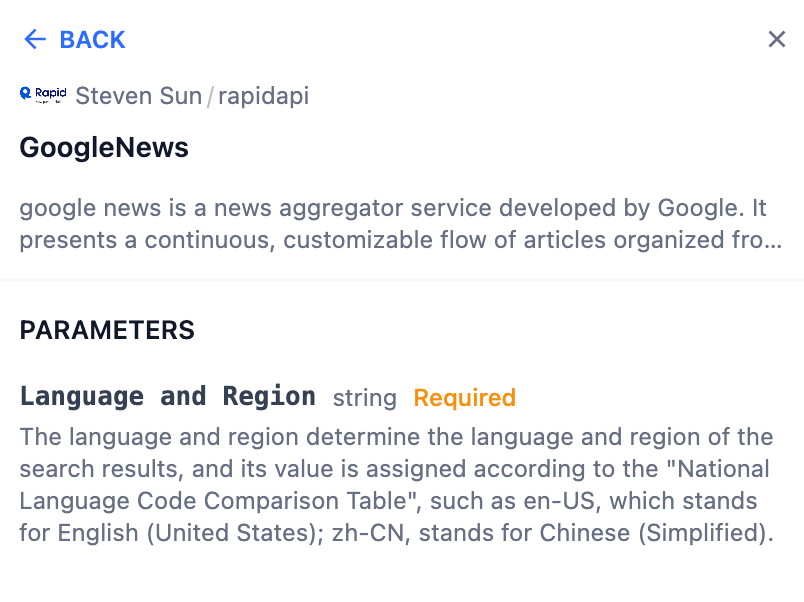 ← BACK ✕
Rapid Steven Sun / rapidapi
GoogleNews
google news is a news aggregator service developed by Google. It
presents a continuous, customizable flow of articles organized fro...
PARAMETERS
Language and Region string Required
The language and region determine the language and region of the
search results, and its value is assigned according to the "National
Language Code Comparison Table", such as en-US, which stands
for English (United States); zh-CN, stands for Chinese (Simplified).